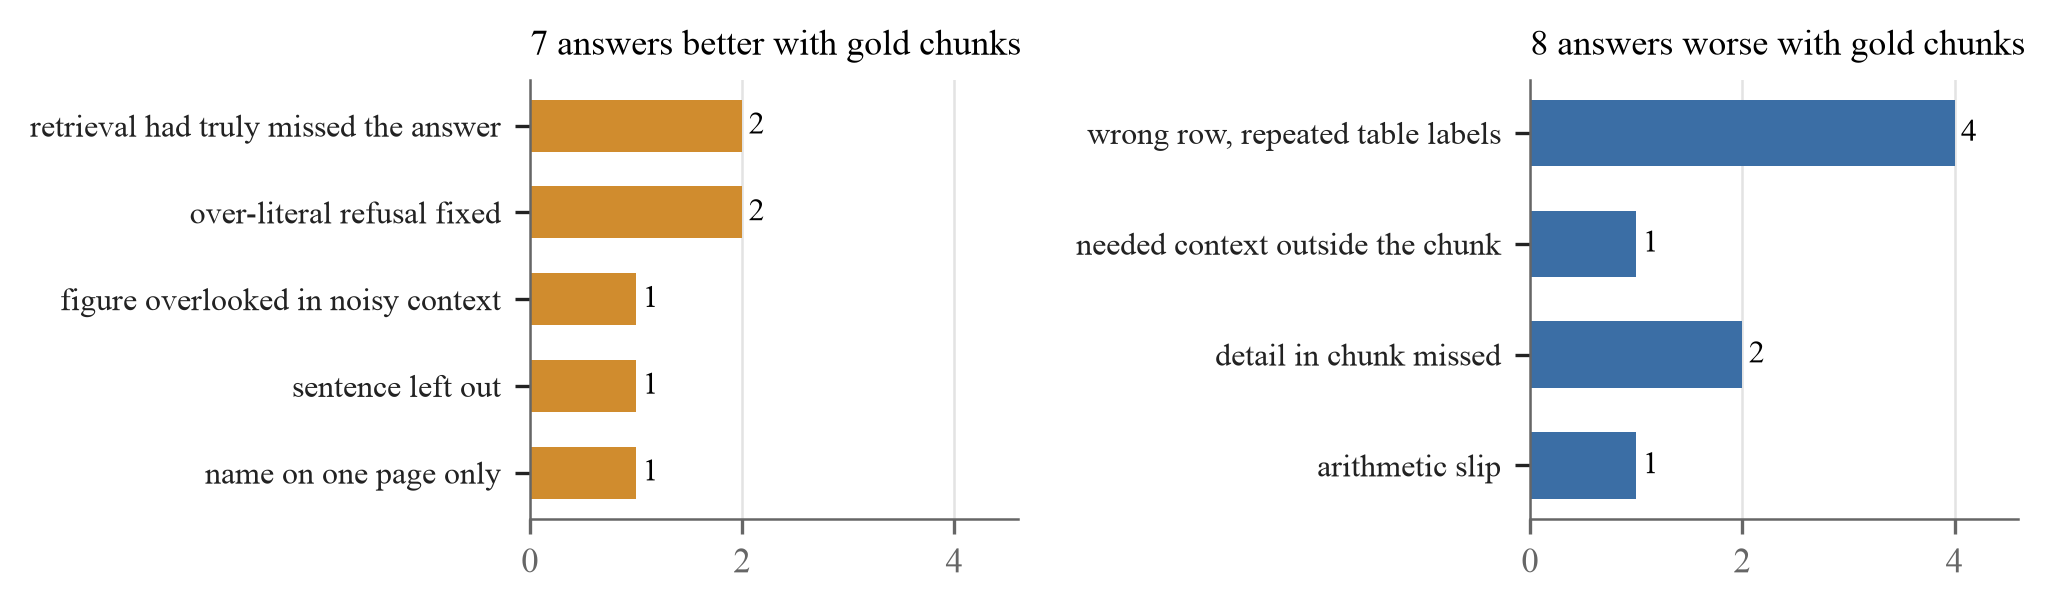 7 answers better with gold chunks
retrieval had truly missed the answer
2
over-literal refusal fixed
2
figure overlooked in noisy context
1
sentence left out
1
name on one page only
1
0
2
4
8 answers worse with gold chunks
wrong row, repeated table labels
4
needed context outside the chunk
1
detail in chunk missed
2
arithmetic slip
1
0
2
4